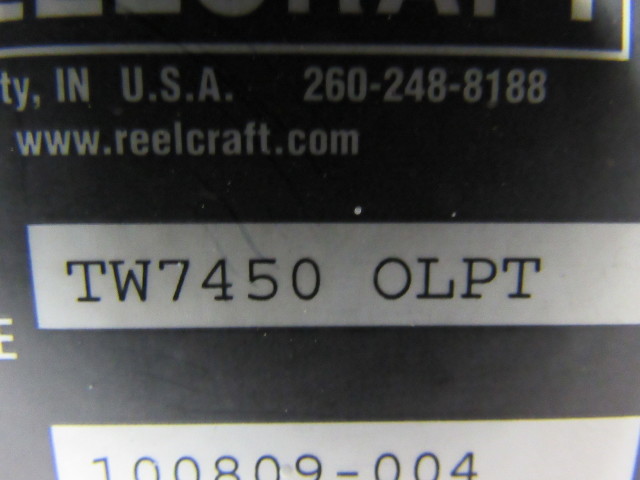 ty, IN U.S.A. 260-248-8188
www.reelcraft.com
TW7450 OLPT
E
100809-004